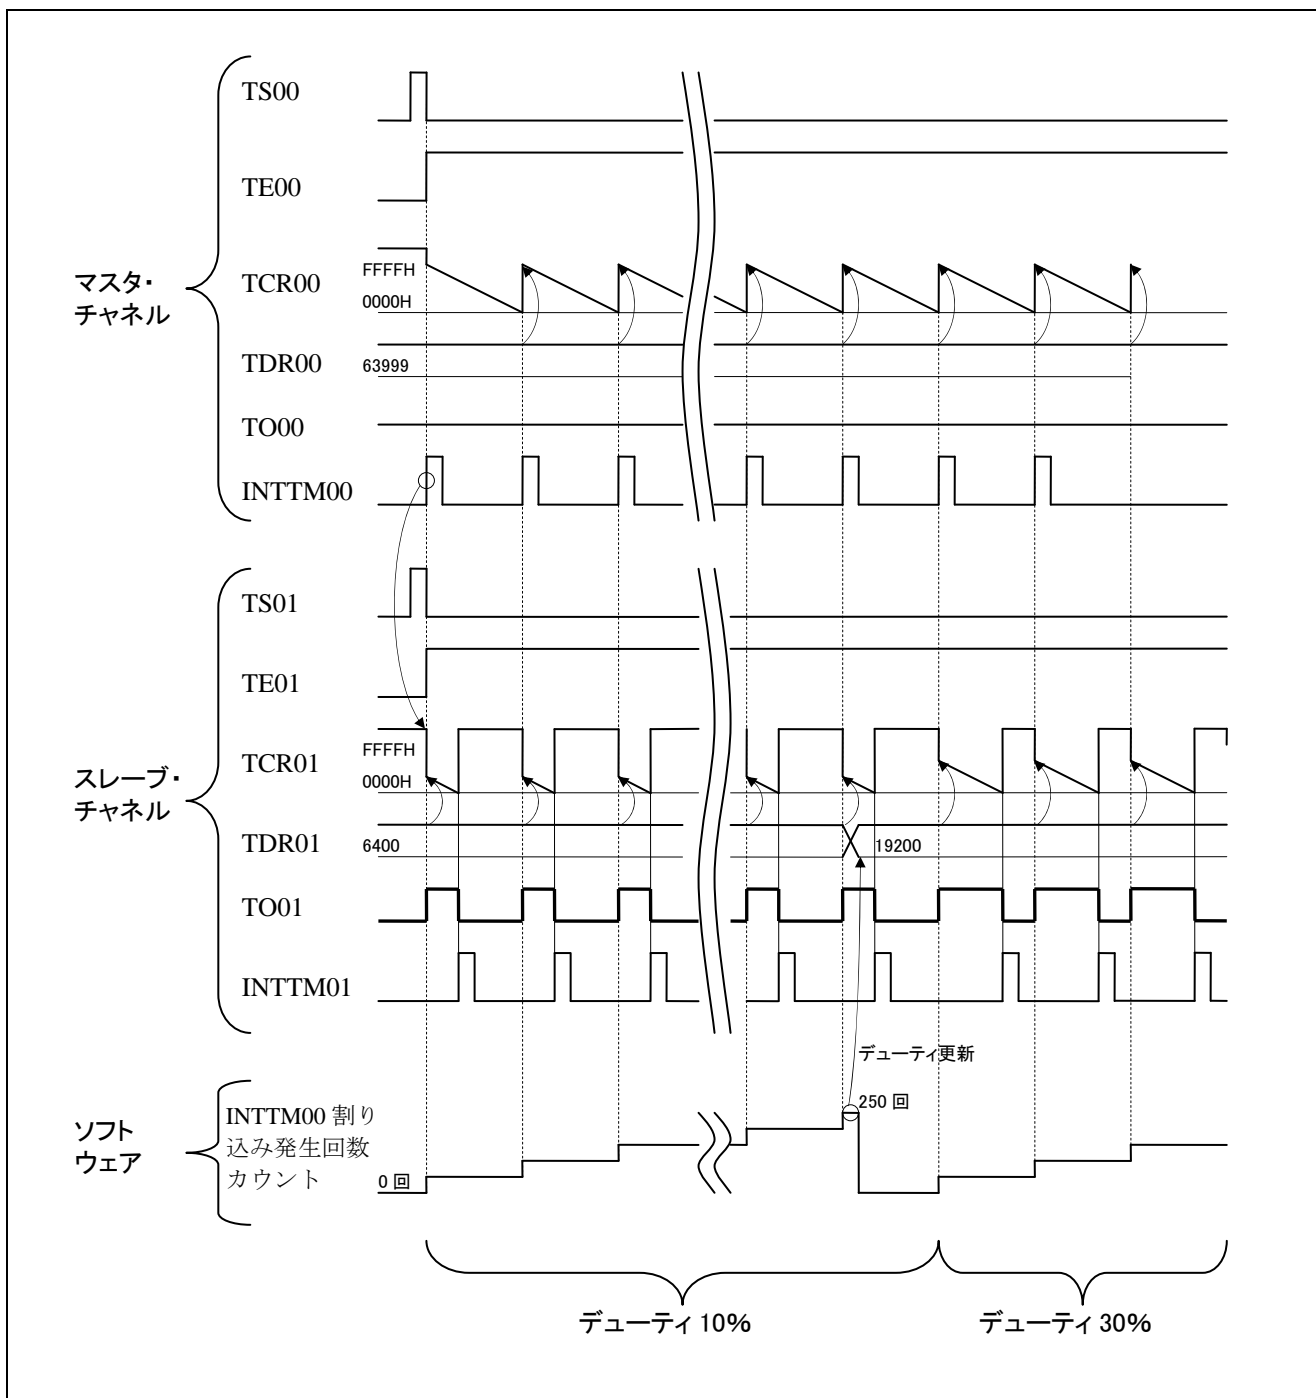 マスタ・
チャネル
TS00
TE00
TCR00
FFFFH
0000H
TDR00
63999
TO00
INTTM00
スレーブ・
チャネル
TS01
TE01
TCR01
FFFFH
0000H
TDR01
6400
19200
TO01
INTTM01
デューティ更新
ソフト
ウェア
INTTM00 割り
込み発生回数
カウント
0 回
250 回
デューティ 10%
デューティ 30%